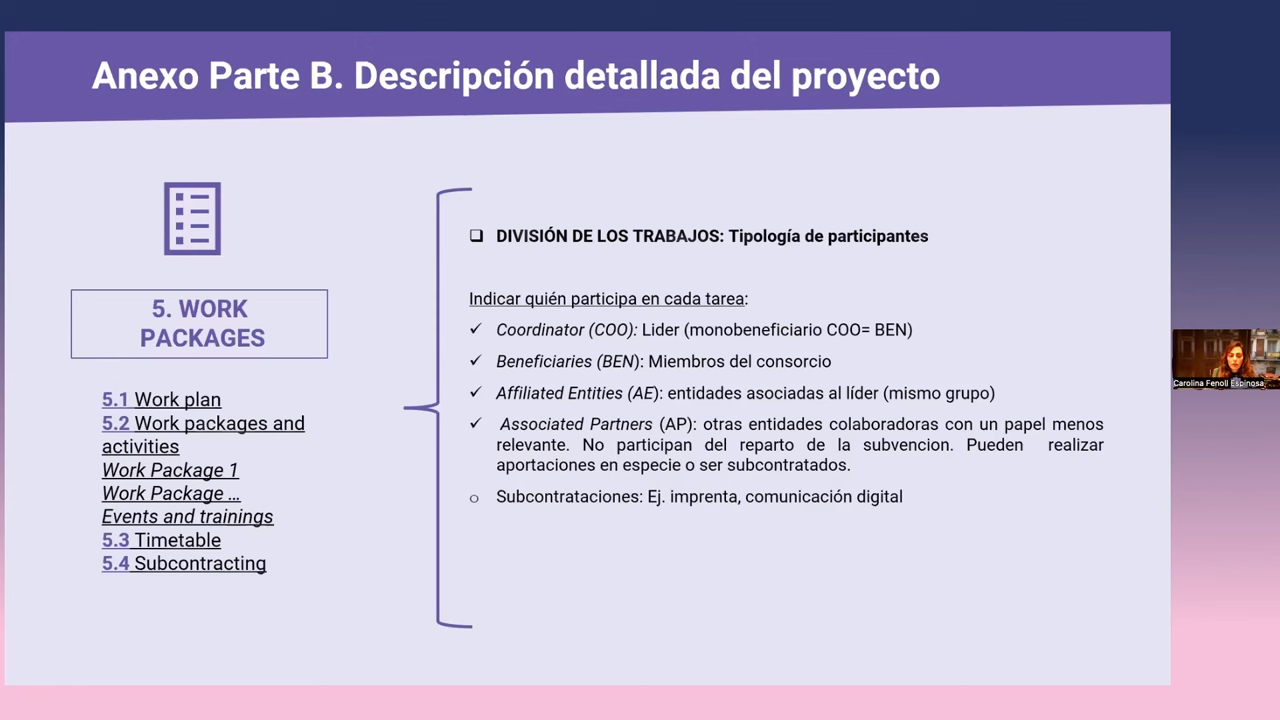 Anexo Parte B. Descripción detallada del proyecto
5. WORK
PACKAGES
5.1 Work plan
5.2 Work packages and
activities
Work Package 1
Work Package …
Events and trainings
5.3 Timetable
5.4 Subcontracting
DIVISIÓN DE LOS TRABAJOS: Tipología de participantes
Indicar quién participa en cada tarea:
Coordinator (COO): Lider (monobeneficiario COO= BEN)
Beneficiaries (BEN): Miembros del consorcio
Affiliated Entities (AE): entidades asociadas al líder (mismo grupo)
Associated Partners (AP): otras entidades colaboradoras con un papel menos
relevante. No participan del reparto de la subvencion. Pueden realizar
aportaciones en especie o ser subcontratados.
Subcontrataciones: Ej. imprenta, comunicación digital
Carolina Fenoll Espinosa